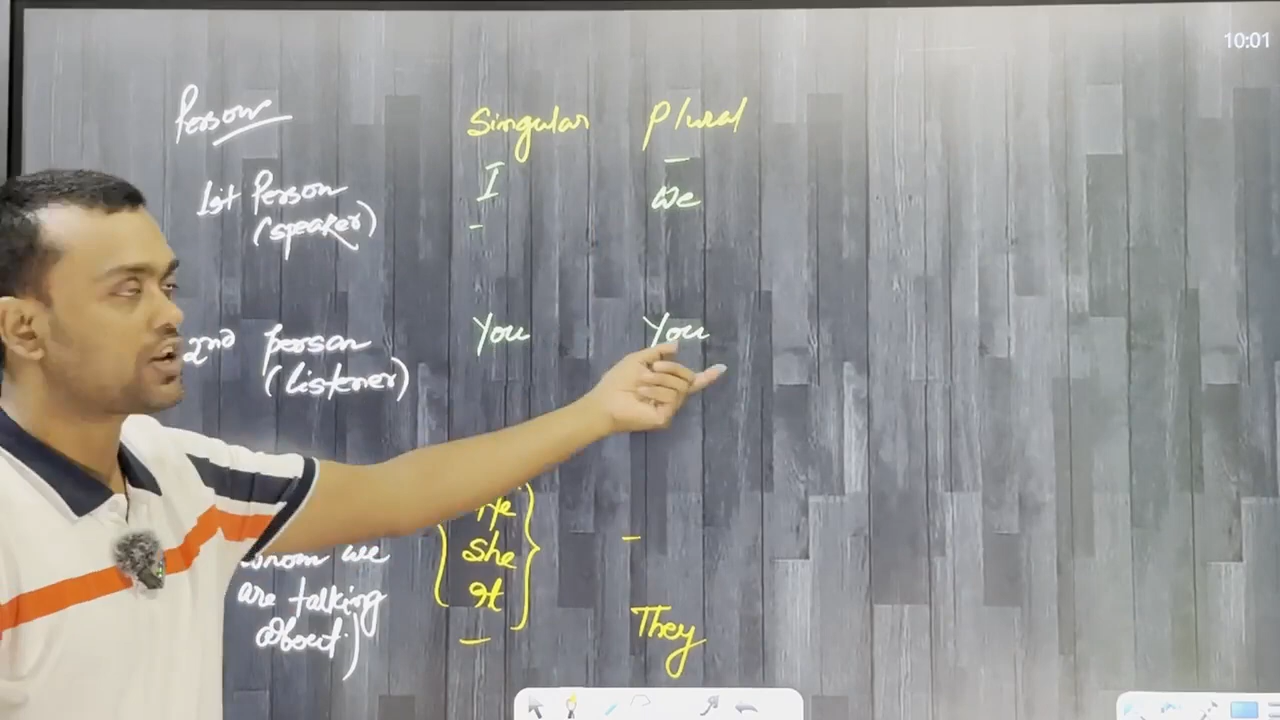 10:01
Person Singular Plural
1st Person I We
(speaker)
2nd person You You
(listener)
He
whom we She
are talking It
about.) They